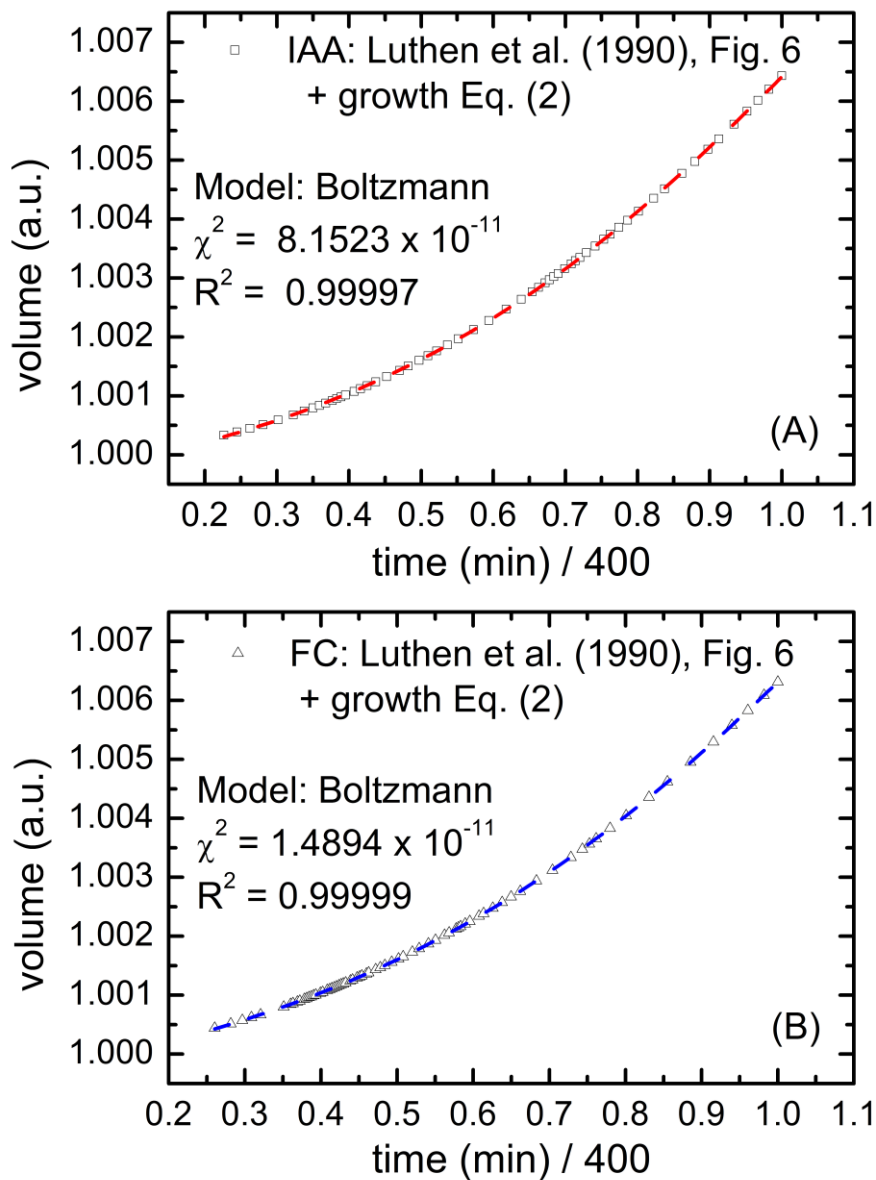 1.007
1.006
1.005
1.004
1.003
1.002
1.001
1.000
volume (a.u.)
IAA: Luthen et al. (1990), Fig. 6
+ growth Eq. (2)
Model: Boltzmann
χ² = 8.1523 x 10⁻¹¹
R² = 0.99997
(A)
0.2 0.3 0.4 0.5 0.6 0.7 0.8 0.9 1.0 1.1
time (min) / 400
1.007
1.006
1.005
1.004
1.003
1.002
1.001
1.000
volume (a.u.)
FC: Luthen et al. (1990), Fig. 6
+ growth Eq. (2)
Model: Boltzmann
χ² = 1.4894 x 10⁻¹¹
R² = 0.99999
(B)
0.2 0.3 0.4 0.5 0.6 0.7 0.8 0.9 1.0 1.1
time (min) / 400